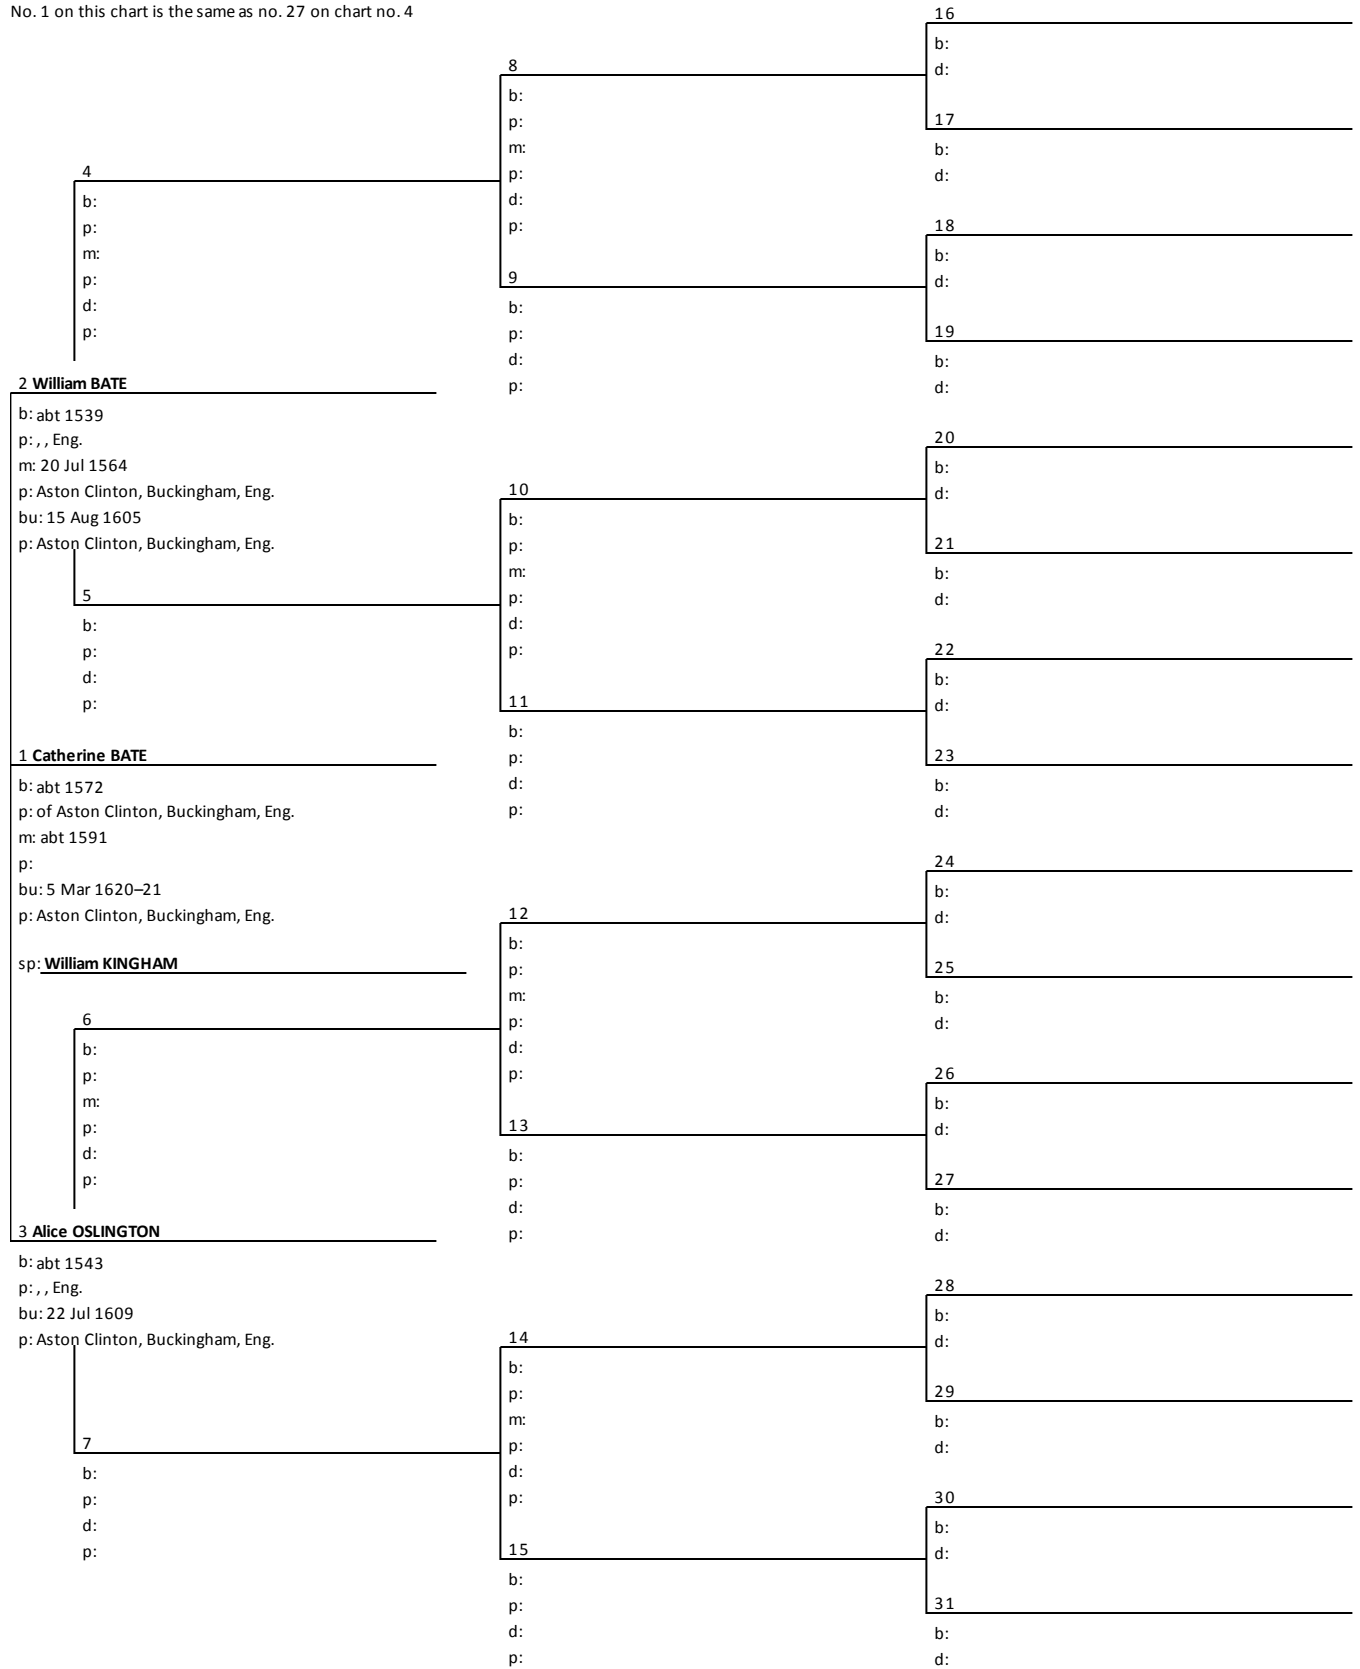 No. 1 on this chart is the same as no. 27 on chart no. 4
16
b:
d:
8
b:
p:
m:
p:
d:
p:
17
b:
d:
4
b:
p:
m:
p:
d:
p:
18
b:
d:
9
b:
p:
d:
p:
19
b:
d:
2 William BATE
b: abt 1539
p: , , Eng.
m: 20 Jul 1564
p: Aston Clinton, Buckingham, Eng.
bu: 15 Aug 1605
p: Aston Clinton, Buckingham, Eng.
20
b:
d:
10
b:
p:
m:
p:
d:
p:
21
b:
d:
5
b:
p:
d:
p:
22
b:
d:
11
b:
p:
d:
p:
23
b:
d:
1 Catherine BATE
b: abt 1572
p: of Aston Clinton, Buckingham, Eng.
m: abt 1591
p:
bu: 5 Mar 1620–21
p: Aston Clinton, Buckingham, Eng.
sp: William KINGHAM
24
b:
d:
12
b:
p:
m:
p:
d:
p:
25
b:
d:
6
b:
p:
m:
p:
d:
p:
26
b:
d:
13
b:
p:
d:
p:
27
b:
d:
3 Alice OSLINGTON
b: abt 1543
p: , , Eng.
bu: 22 Jul 1609
p: Aston Clinton, Buckingham, Eng.
28
b:
d:
14
b:
p:
m:
p:
d:
p:
29
b:
d:
7
b:
p:
d:
p:
30
b:
d:
15
b:
p:
d:
p:
31
b:
d: